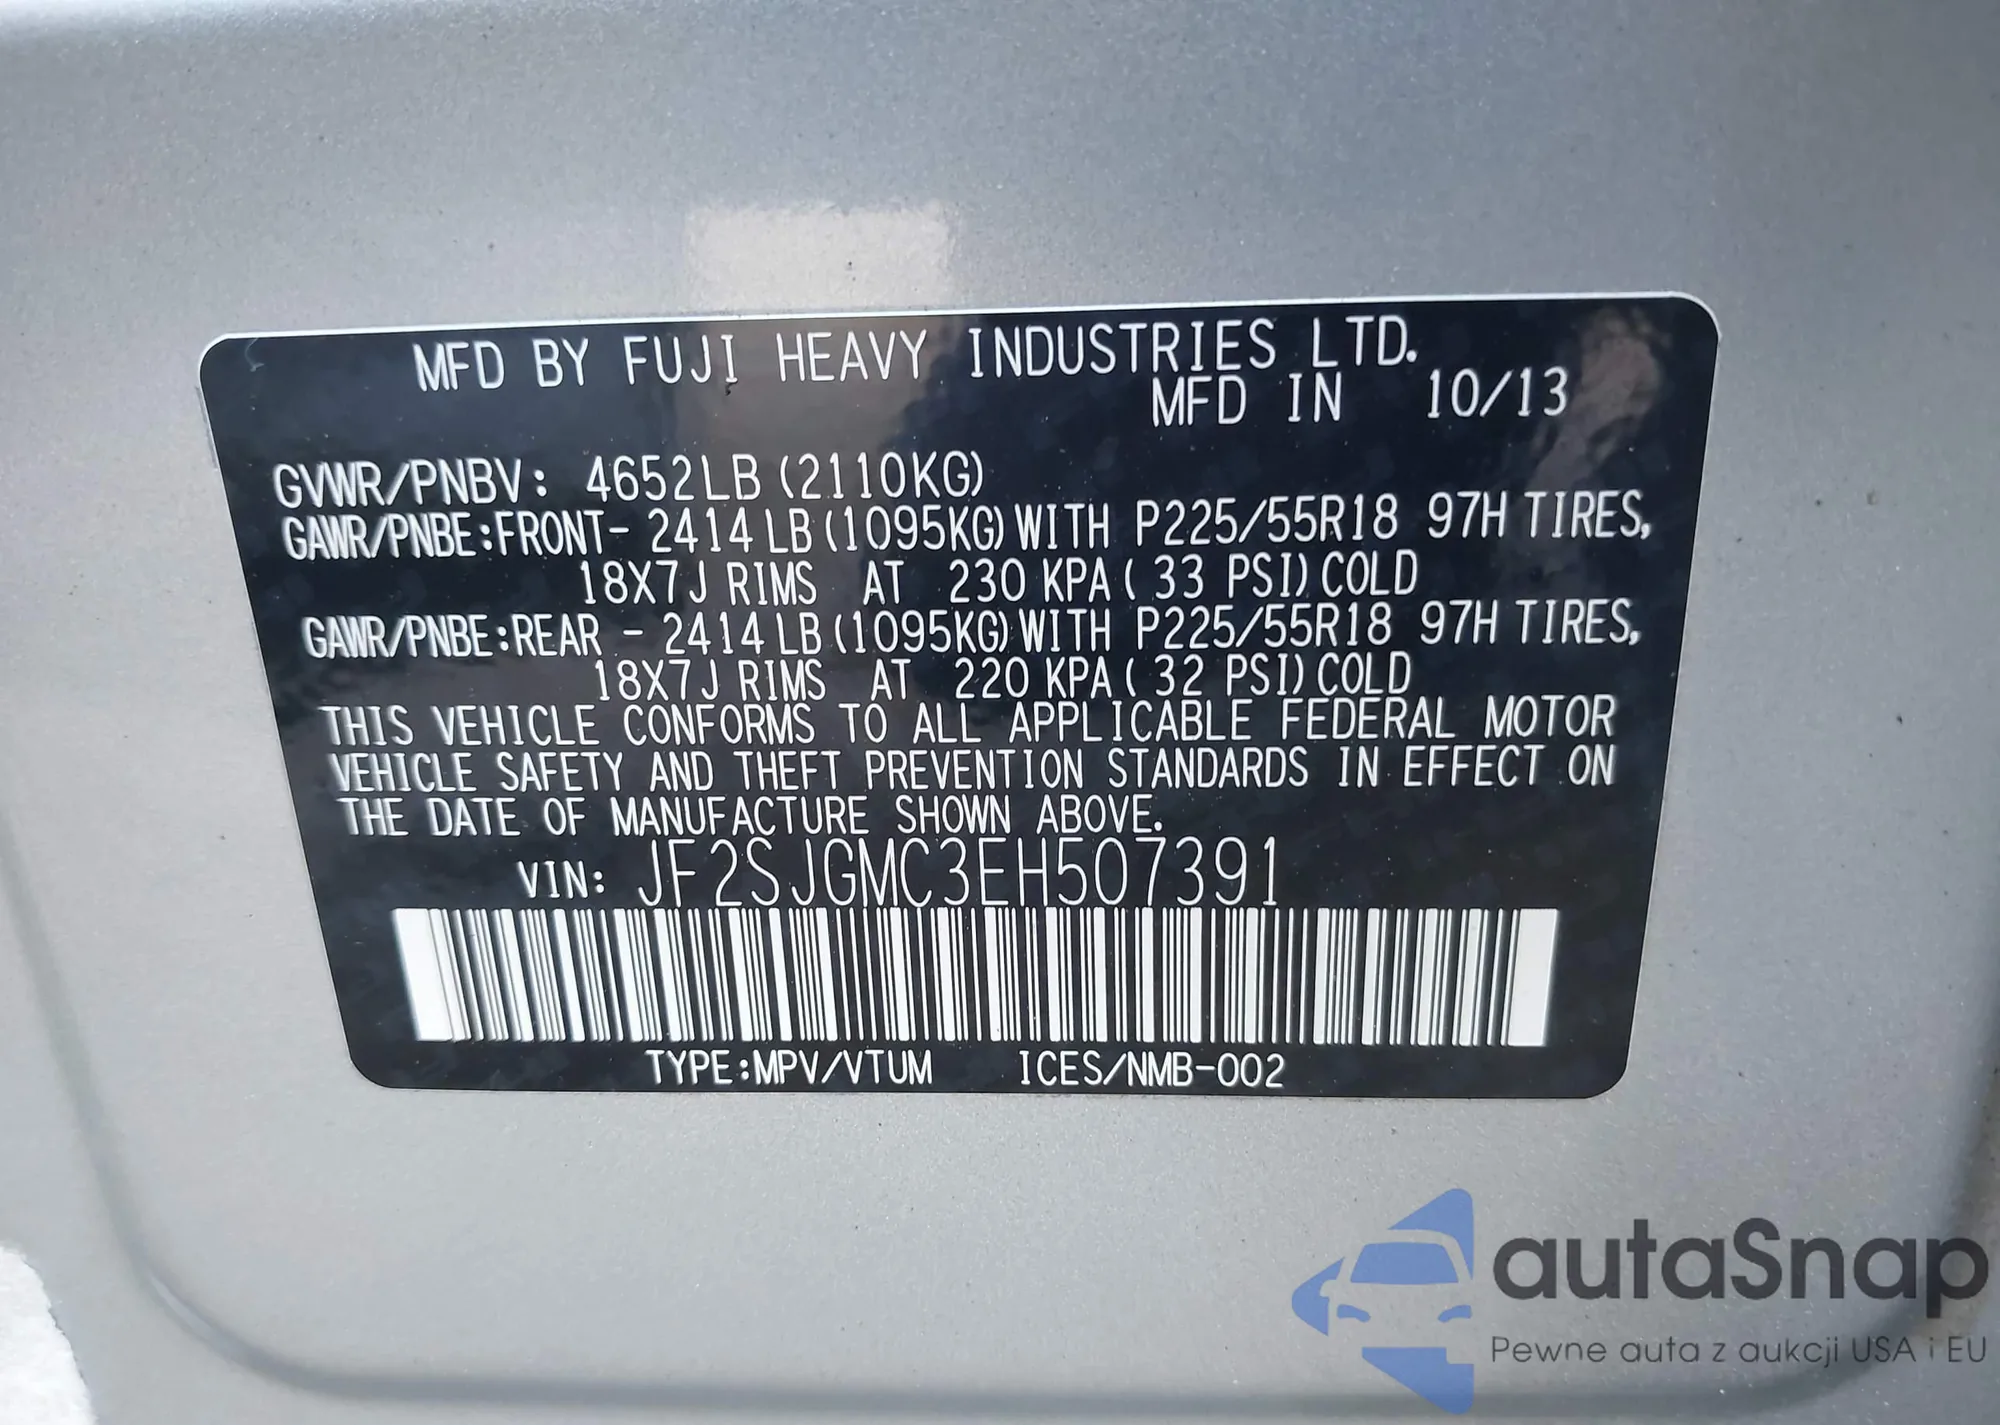 MFD BY FUJI HEAVY INDUSTRIES LTD.
MFD IN 10/13
GVWR/PNBV: 4652LB (2110KG)
GAWR/PNBE:FRONT- 2414LB(1095KG)WITH P225/55R18 97H TIRES,
18X7J RIMS AT 230 KPA( 33 PSI)COLD
GAWR/PNBE:REAR - 2414LB(1095KG)WITH P225/55R18 97H TIRES,
18X7J RIMS AT 220 KPA( 32 PSI)COLD
THIS VEHICLE CONFORMS TO ALL APPLICABLE FEDERAL MOTOR
VEHICLE SAFETY AND THEFT PREVENTION STANDARDS IN EFFECT ON
THE DATE OF MANUFACTURE SHOWN ABOVE.
VIN: JF2SJGMC3EH507391
TYPE:MPV/VTUM ICES/NMB-002
autaSnap
Pewne auta z aukcji USA i EU